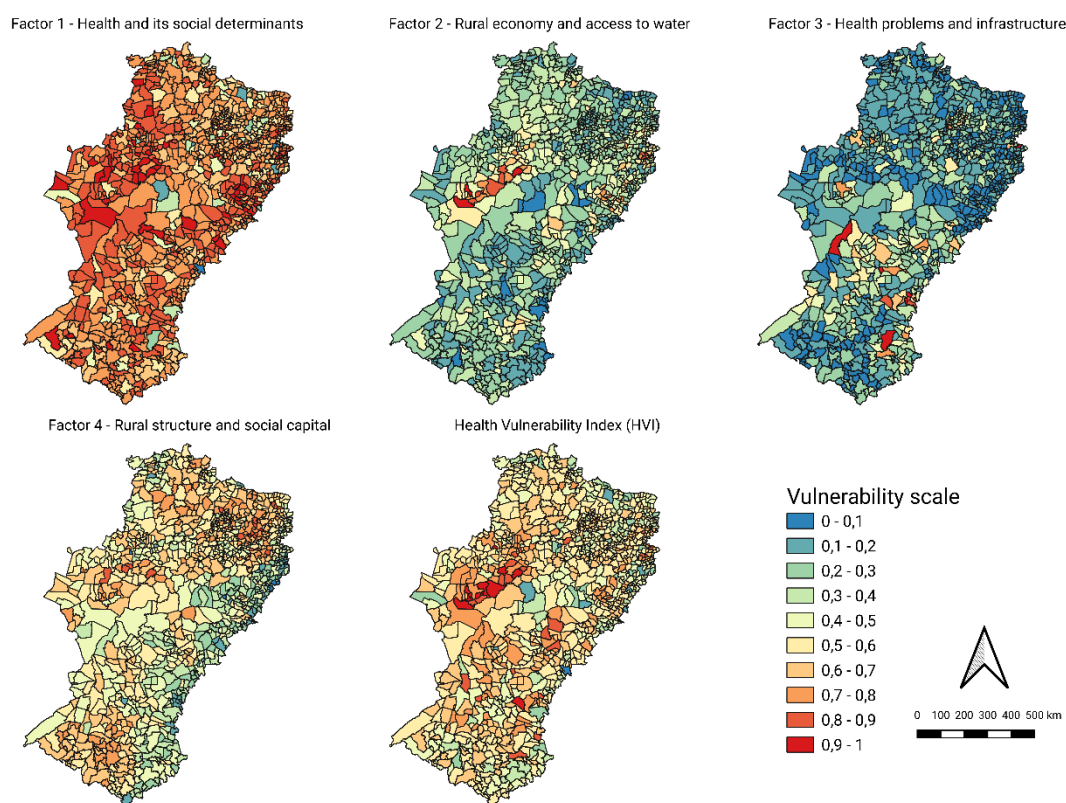 Factor 1 - Health and its social determinants
Factor 2 - Rural economy and access to water
Factor 3 - Health problems and infrastructure
Factor 4 - Rural structure and social capital
Health Vulnerability Index (HVI)
Vulnerability scale
0 - 0,1
0,1 - 0,2
0,2 - 0,3
0,3 - 0,4
0,4 - 0,5
0,5 - 0,6
0,6 - 0,7
0,7 - 0,8
0,8 - 0,9
0,9 - 1
0 100 200 300 400 500 km